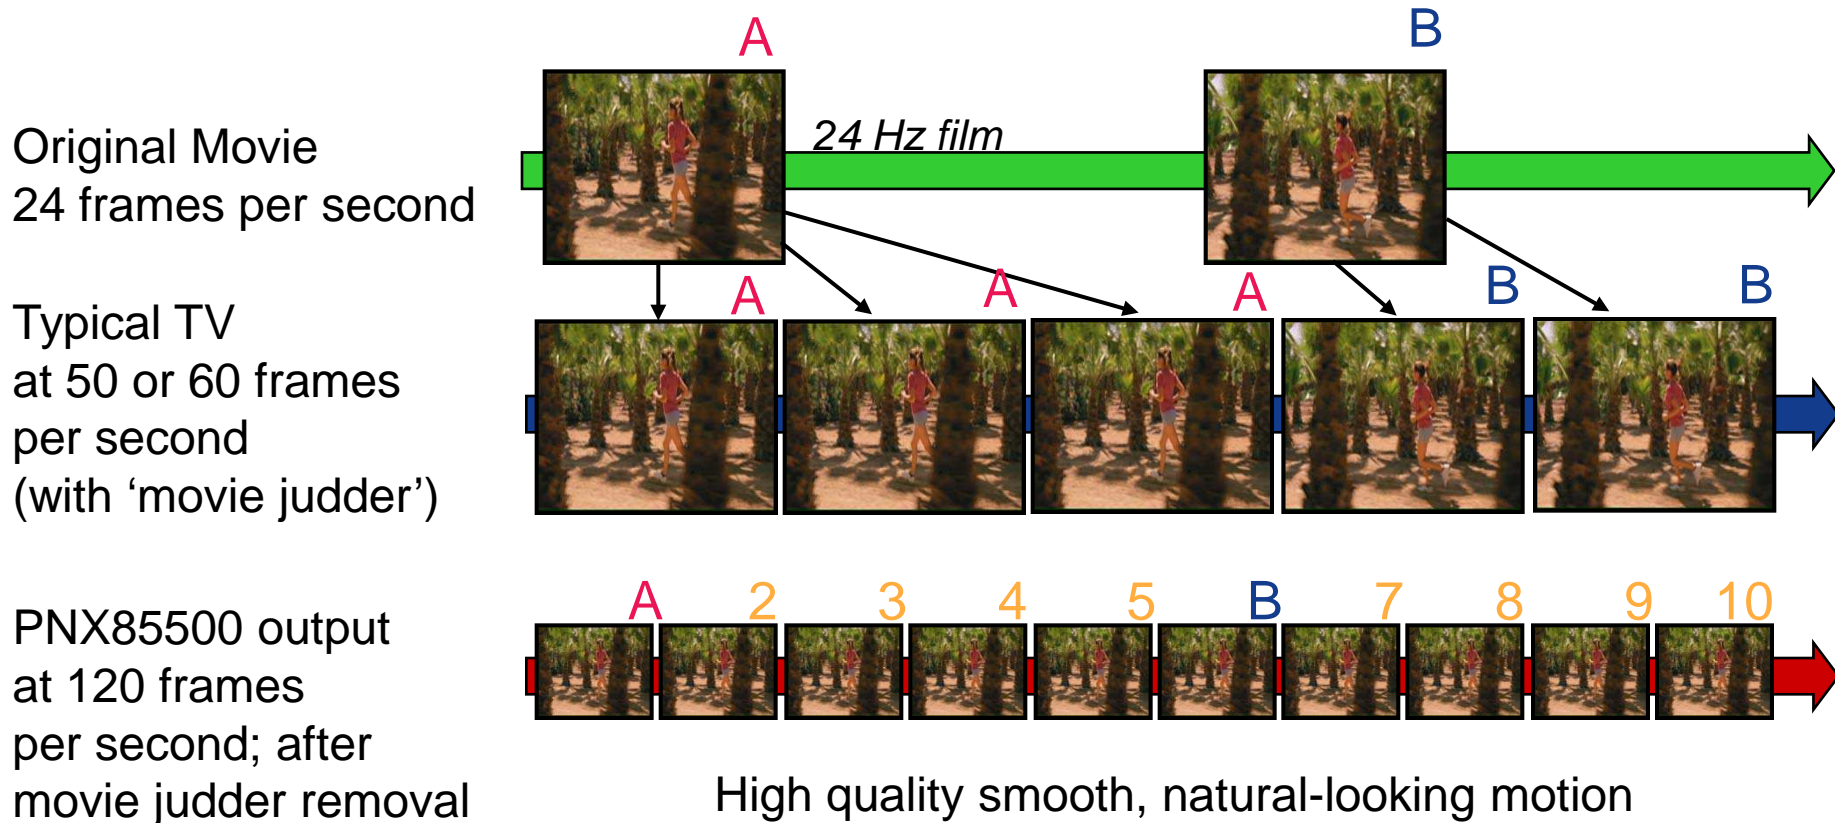 A
B
Original Movie
24 frames per second
24 Hz film
A
A
A
B
B
Typical TV
at 50 or 60 frames
per second
(with ‘movie judder’)
A
2
3
4
5
B
7
8
9
10
PNX85500 output
at 120 frames
per second; after
movie judder removal
High quality smooth, natural-looking motion